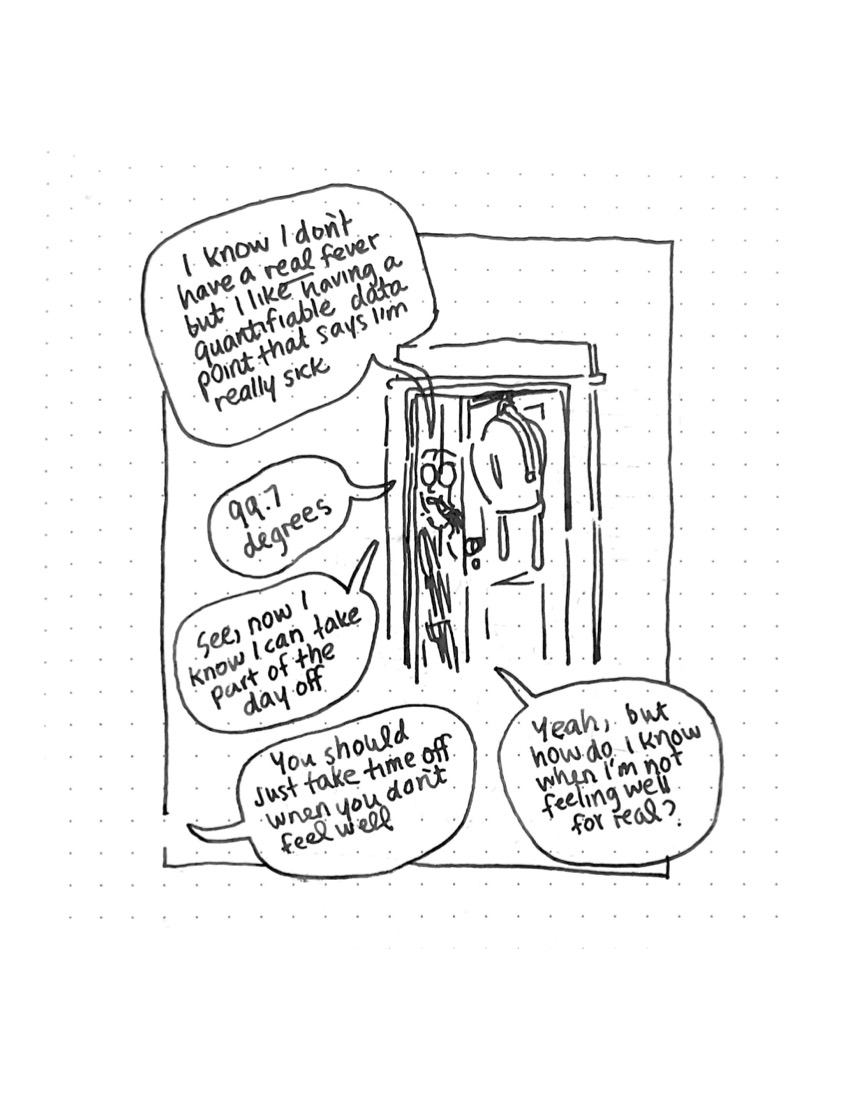 I know I don't
have a real fever
but I like having a
quantifiable data
point that says I'm
really sick
99.7
degrees
See, now I
know I can take
part of the
day off
You should
just take time off
when you don't
feel well
Yeah, but
how do I know
when I'm not
feeling well
for real?